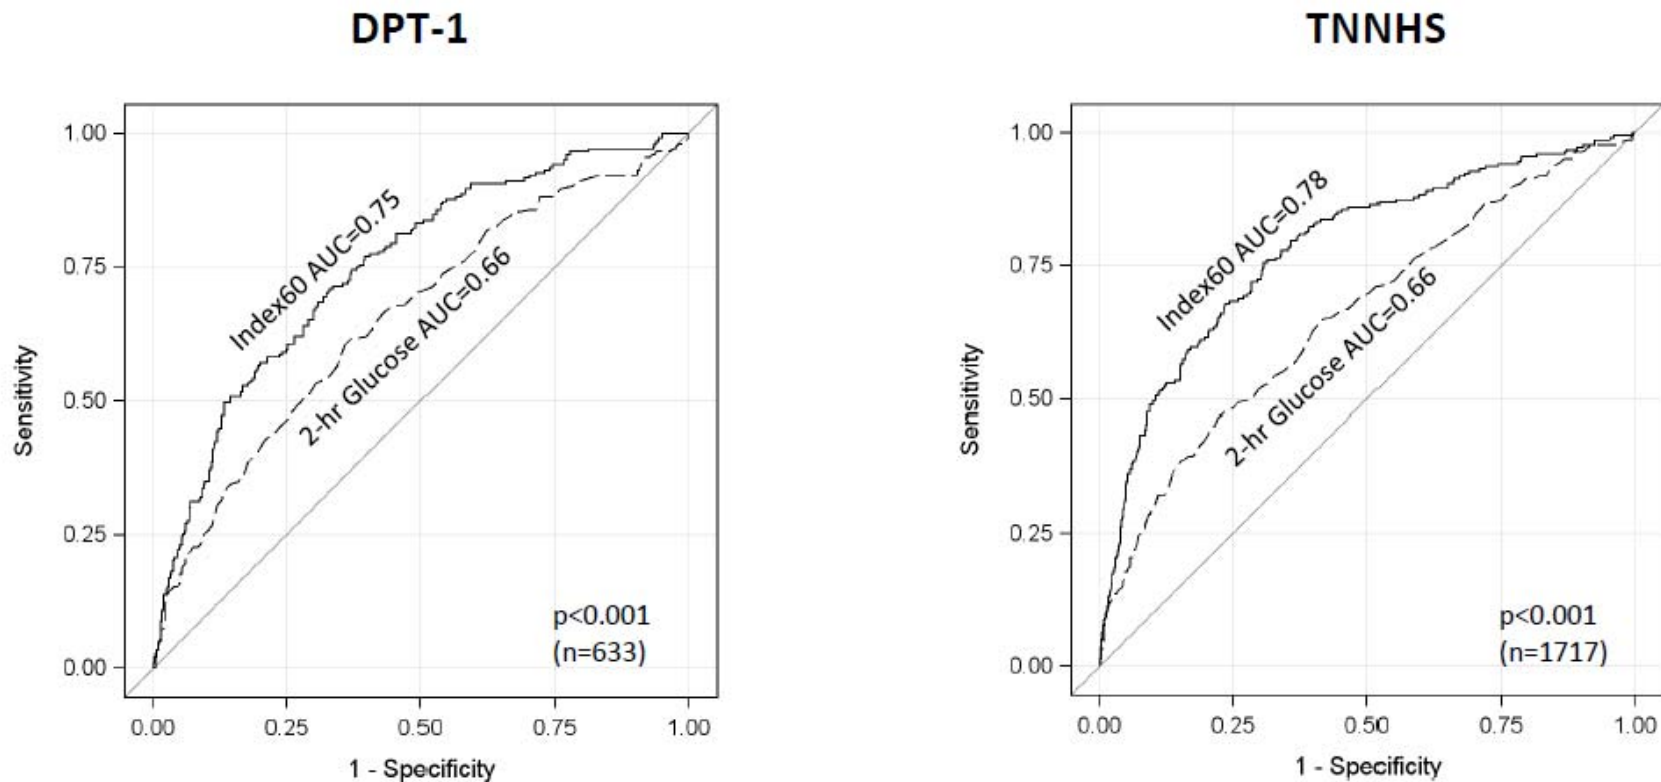 DPT-1
TNNHS
1.00
0.75
0.50
0.25
0.00
Sensitivity
Index60 AUC=0.75
2-hr Glucose AUC=0.66
p<0.001
(n=633)
0.00 0.25 0.50 0.75 1.00
1 - Specificity
1.00
0.75
0.50
0.25
0.00
Sensitivity
Index60 AUC=0.78
2-hr Glucose AUC=0.66
p<0.001
(n=1717)
0.00 0.25 0.50 0.75 1.00
1 - Specificity